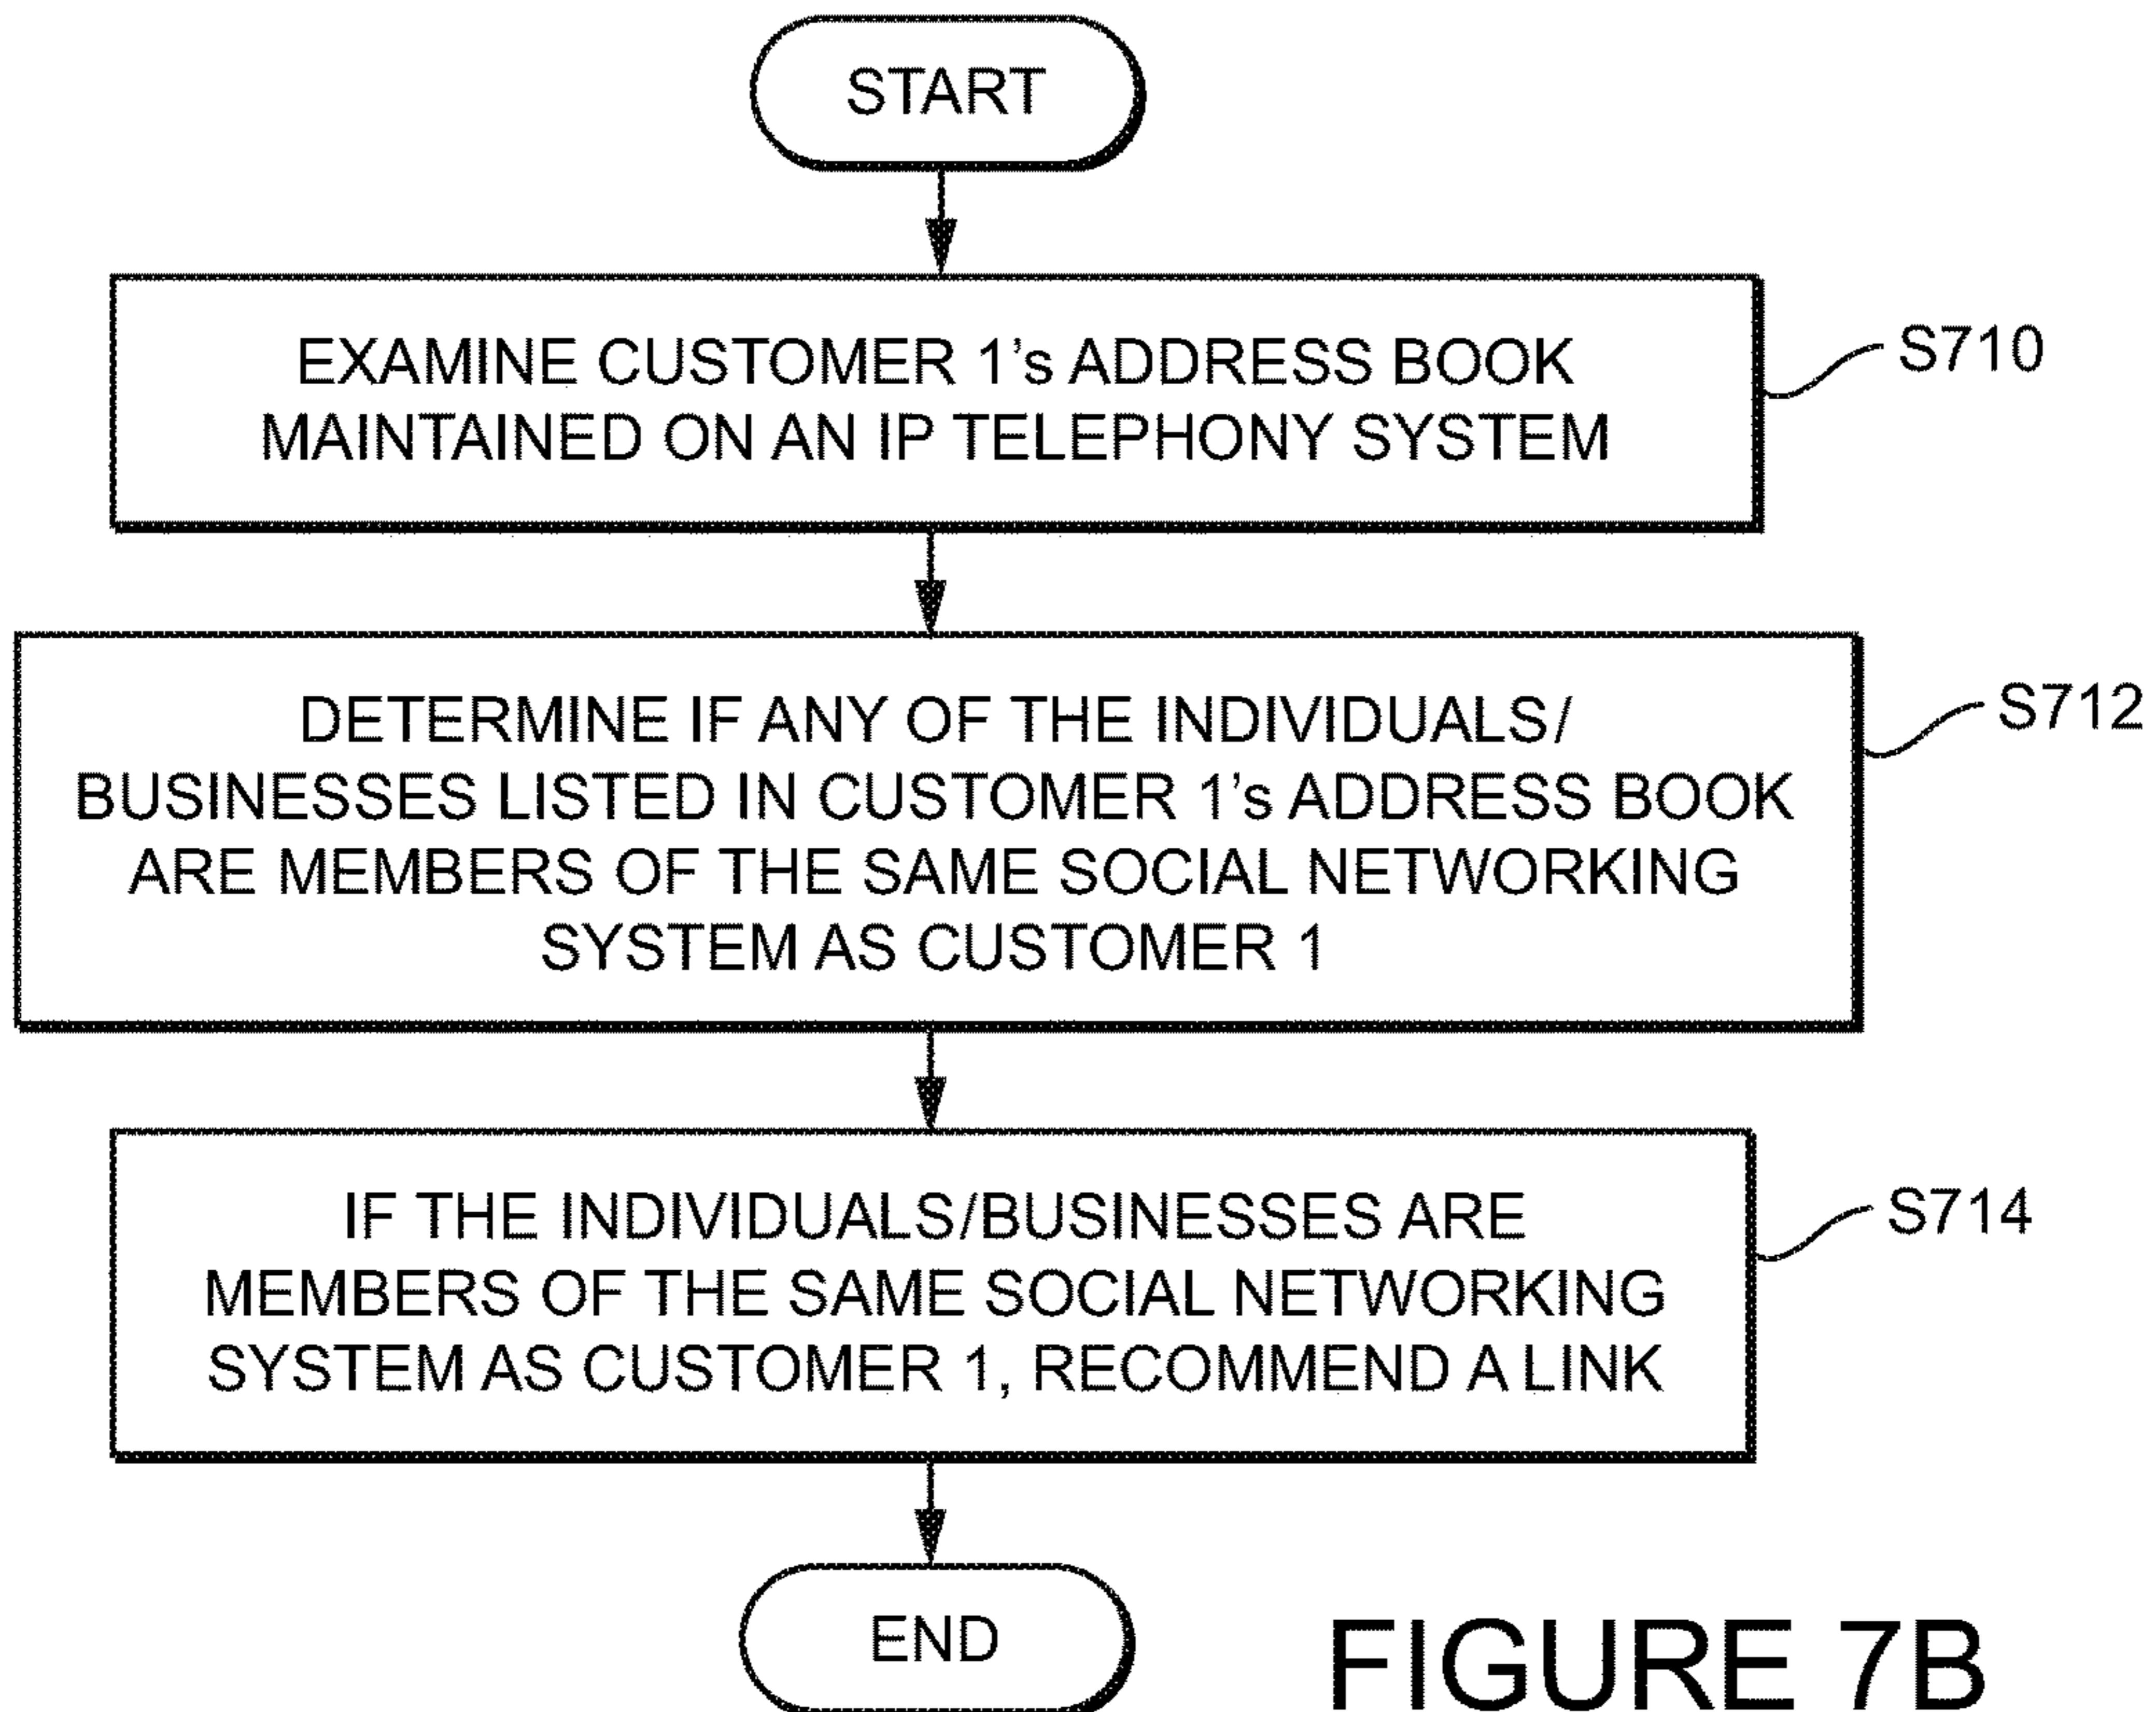 START
EXAMINE CUSTOMER 1's ADDRESS BOOK
MAINTAINED ON AN IP TELEPHONY SYSTEM
S710
DETERMINE IF ANY OF THE INDIVIDUALS/
BUSINESSES LISTED IN CUSTOMER 1's ADDRESS BOOK
ARE MEMBERS OF THE SAME SOCIAL NETWORKING
SYSTEM AS CUSTOMER 1
S712
IF THE INDIVIDUALS/BUSINESSES ARE
MEMBERS OF THE SAME SOCIAL NETWORKING
SYSTEM AS CUSTOMER 1, RECOMMEND A LINK
S714
END
FIGURE 7B